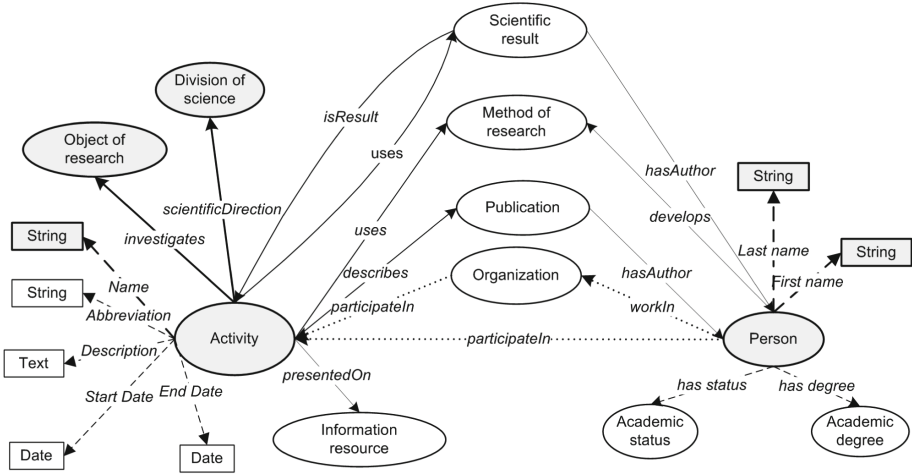 Scientific
result
Division of
science
isResult
Method of
research
Object of
research
uses
hasAuthor
String
scientificDirection
develops
Publication
uses
String
investigates
Last name
String
describes
Organization
hasAuthor
First name
String
Name
participateIn
workIn
Abbreviation
Activity
participateIn
Person
Description
Text
presentedOn
has status
has degree
Start Date
End Date
Information
resource
Academic
status
Academic
degree
Date
Date